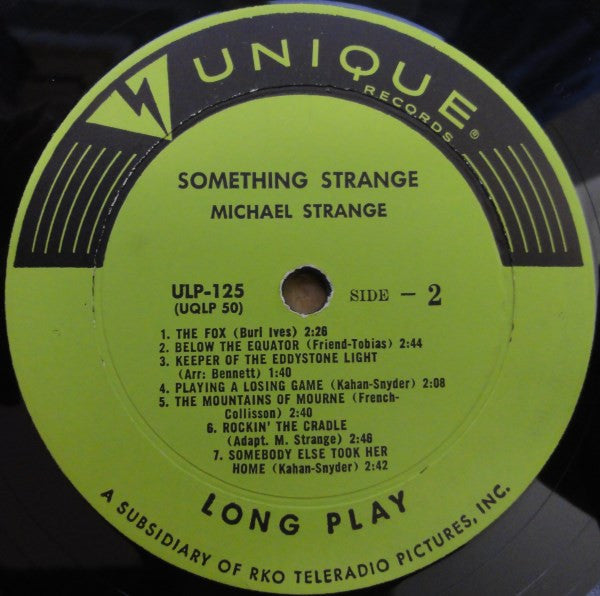 UNIQUE
RECORDS®
SOMETHING STRANGE
MICHAEL STRANGE
ULP-125
(UQLP 50)
SIDE - 2
1. THE FOX (Burl Ives) 2:26
2. BELOW THE EQUATOR (Friend-Tobias) 2:44
3. KEEPER OF THE EDDYSTONE LIGHT
(Arr: Bennett) 1:40
4. PLAYING A LOSING GAME (Kahan-Snyder) 2:08
5. THE MOUNTAINS OF MOURNE (French-
Collisson) 2:40
6. ROCKIN' THE CRADLE
(Adapt. M. Strange) 2:46
7. SOMEBODY ELSE TOOK HER
HOME (Kahan-Snyder) 2:42
LONG PLAY
A SUBSIDIARY OF RKO TELERADIO PICTURES, INC.